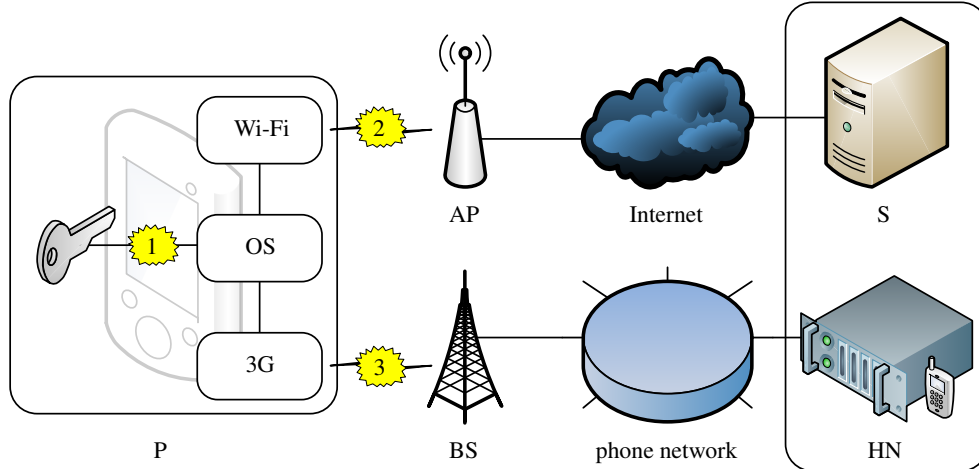 Wi-Fi
2
AP
Internet
S
1
OS
3G
3
P
BS
phone network
HN